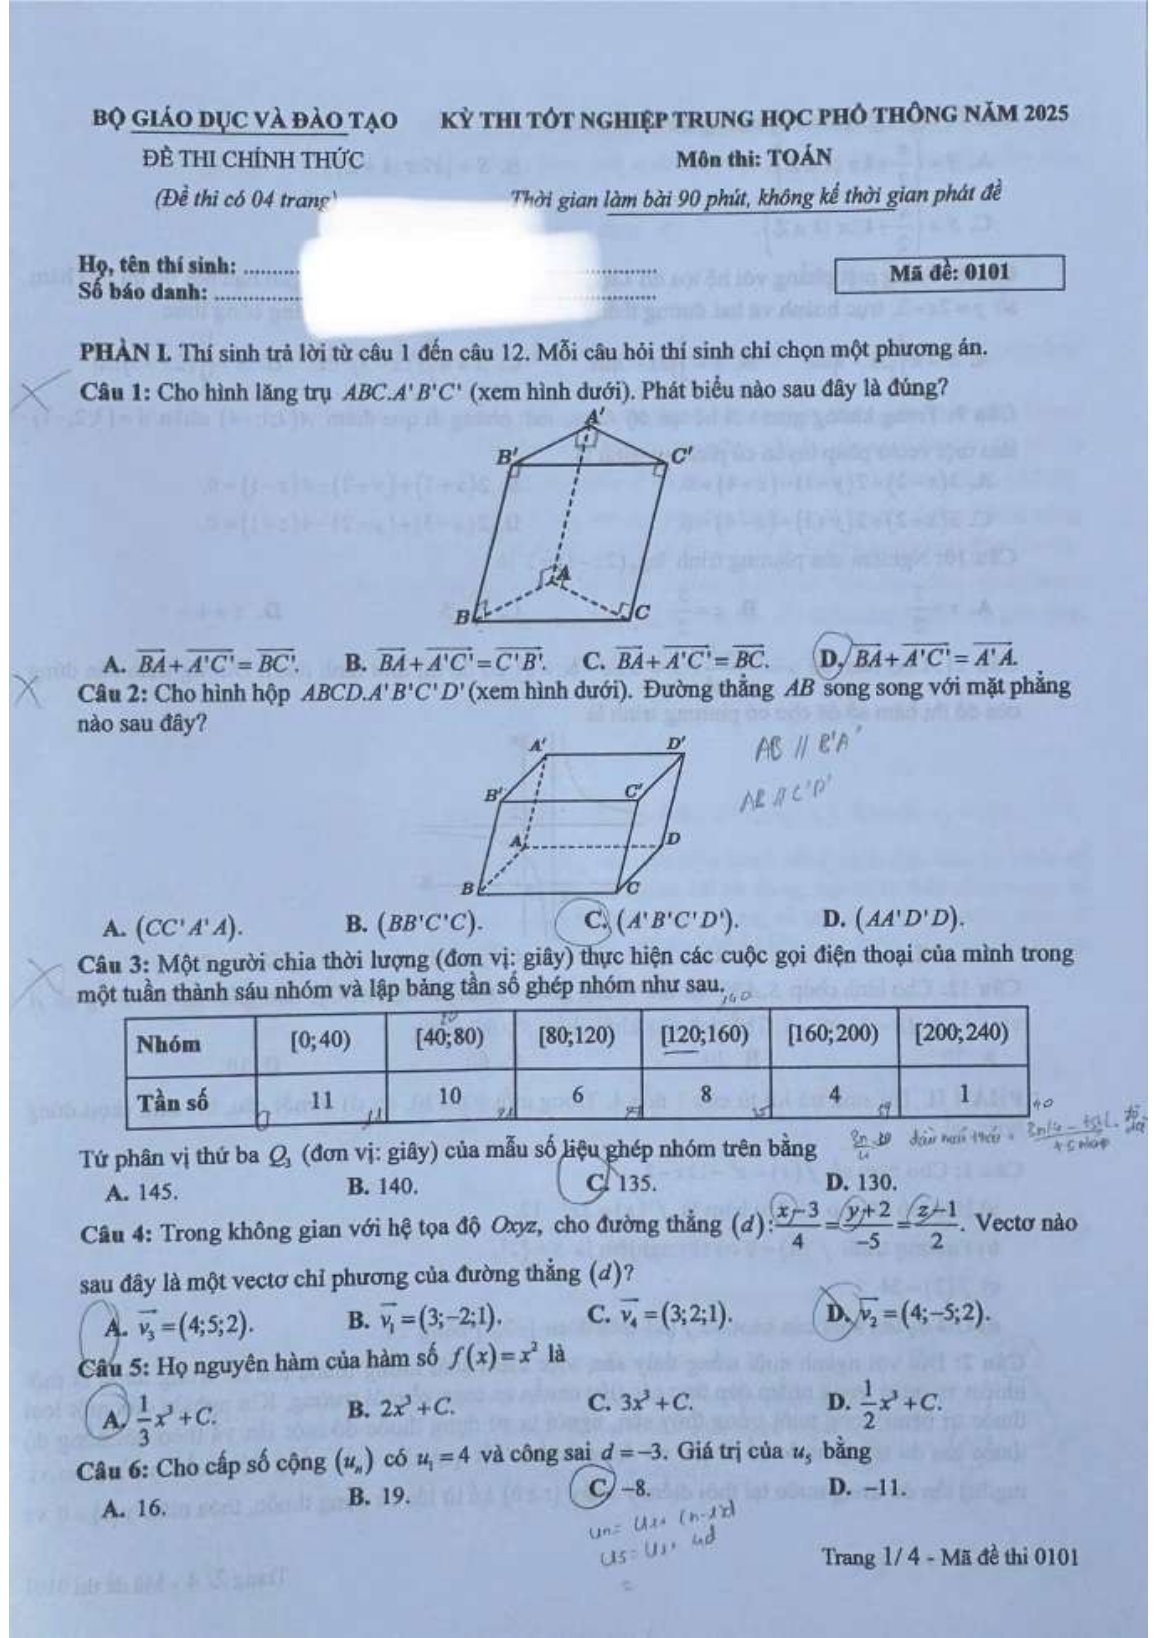 BỘ GIÁO DỤC VÀ ĐÀO TẠO KỲ THI TỐT NGHIỆP TRUNG HỌC PHỔ THÔNG NĂM 2025
ĐỀ THI CHÍNH THỨC Môn thi: TOÁN
(Đề thi có 04 trang) Thời gian làm bài 90 phút, không kể thời gian phát đề
Họ, tên thí sinh: Mã đề: 0101
Số báo danh:
PHẦN I. Thí sinh trả lời từ câu 1 đến câu 12. Mỗi câu hỏi thí sinh chỉ chọn một phương án.
Câu 1: Cho hình lăng trụ ABC.A'B'C' (xem hình dưới). Phát biểu nào sau đây là đúng?
A'
B' C'
A
B C
A. \overrightarrow{BA}+\overrightarrow{A'C'}=\overrightarrow{BC'}. B. \overrightarrow{BA}+\overrightarrow{A'C'}=\overrightarrow{C'B'}. C. \overrightarrow{BA}+\overrightarrow{A'C'}=\overrightarrow{BC}. D. \overrightarrow{BA}+\overrightarrow{A'C'}=\overrightarrow{A'A}.
Câu 2: Cho hình hộp ABCD.A'B'C'D' (xem hình dưới). Đường thẳng AB song song với mặt phẳng
nào sau đây?
A' D'
AB // B'A'
B' C'
AB // C'D'
A D
B C
A. (CC'A'A). B. (BB'C'C). C. (A'B'C'D'). D. (AA'D'D).
Câu 3: Một người chia thời lượng (đơn vị: giây) thực hiện các cuộc gọi điện thoại của mình trong
một tuần thành sáu nhóm và lập bảng tần số ghép nhóm như sau.
Nhóm [0;40) [40;80) [80;120) [120;160) [160;200) [200;240)
Tần số 11 10 6 8 4 1
40
Tứ phân vị thứ ba Q₃ (đơn vị: giây) của mẫu số liệu ghép nhóm trên bằng
A. 145. B. 140. C. 135. D. 130.
Câu 4: Trong không gian với hệ tọa độ Oxyz, cho đường thẳng (d): \frac{x-3}{4}=\frac{y+2}{-5}=\frac{z-1}{2}. Vectơ nào
sau đây là một vectơ chỉ phương của đường thẳng (d)?
A. \overrightarrow{v_3}=(4;5;2). B. \overrightarrow{v_1}=(3;-2;1). C. \overrightarrow{v_4}=(3;2;1). D. \overrightarrow{v_2}=(4;-5;2).
Câu 5: Họ nguyên hàm của hàm số f(x)=x² là
A. \frac{1}{3}x³+C. B. 2x³+C. C. 3x³+C. D. \frac{1}{2}x³+C.
Câu 6: Cho cấp số cộng (uₙ) có u₁=4 và công sai d=-3. Giá trị của u₅ bằng
A. 16. B. 19. C. -8. D. -11.
Trang 1/4 - Mã đề thi 0101